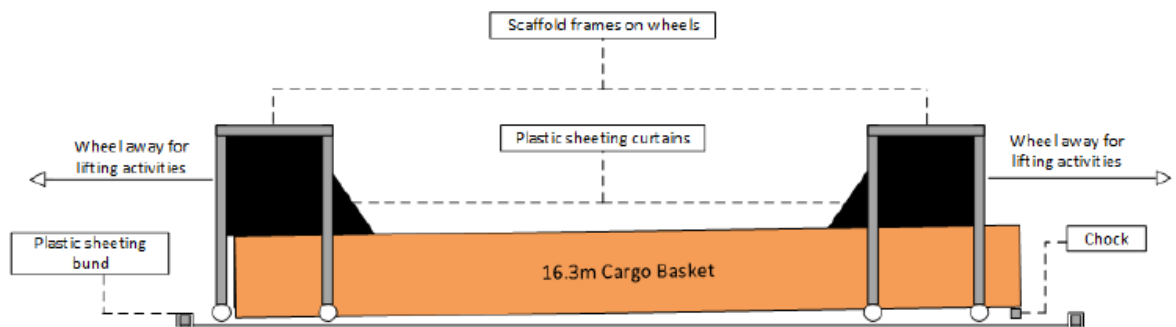 Scaffold frames on wheels
Plastic sheeting curtains
Wheel away for
lifting activities
Wheel away for
lifting activities
Plastic sheeting
bund
Chock
16.3m Cargo Basket